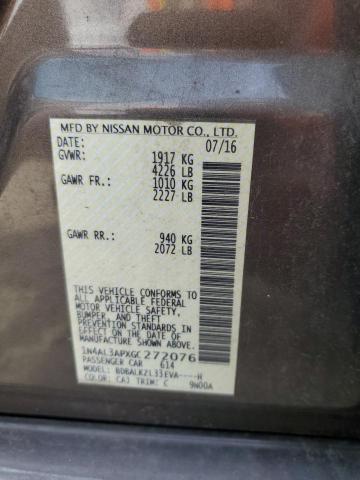 MFD BY NISSAN MOTOR CO., LTD.
DATE: 07/16
GVWR: 1917 KG
4226 LB
GAWR FR.: 1010 KG
2227 LB
GAWR RR.: 940 KG
2072 LB
THIS VEHICLE CONFORMS TO
ALL APPLICABLE FEDERAL
MOTOR VEHICLE SAFETY,
BUMPER, AND THEFT
PREVENTION STANDARDS IN
EFFECT ON THE DATE OF
MANUFACTURE SHOWN ABOVE.
1N4AL3APXGC272076
PASSENGER CAR 614
MODEL: BDBALKZL33EVA----H
COLOR: CAJ TRIM: C 9N00A